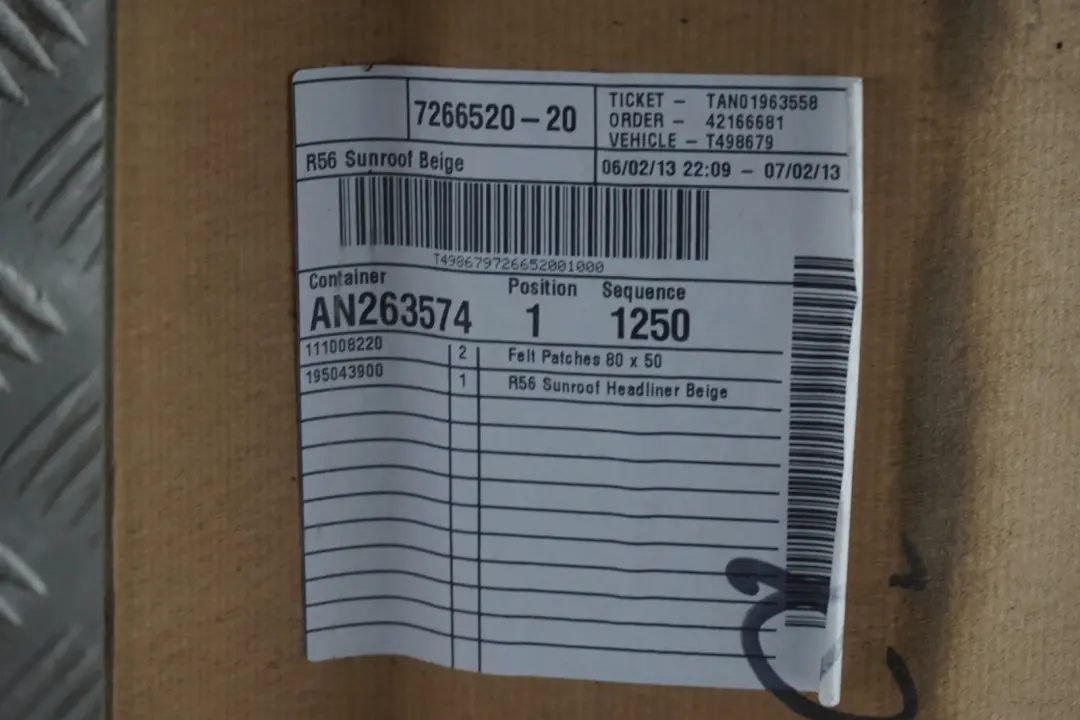 7266520-20
TICKET - TAN01963558
ORDER - 42166681
VEHICLE - T498679
R56 Sunroof Beige
06/02/13 22:09 - 07/02/13
T498679726652001000
Container Position Sequence
AN263574 1 1250
111008220 2 Felt Patches 80 x 50
195043900 1 R56 Sunroof Headliner Beige